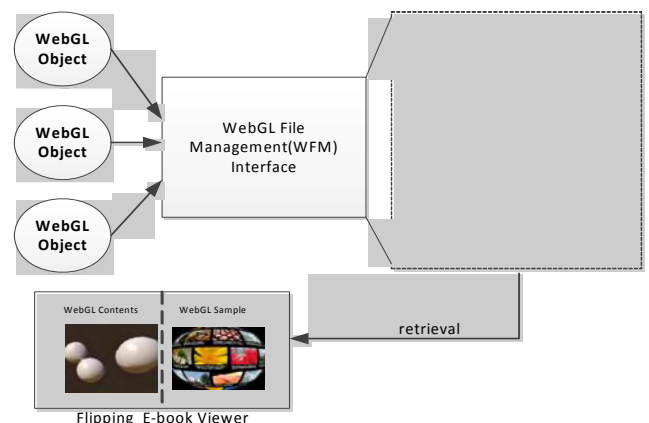 WebGL
Object
WebGL
Object
WebGL
Object
WebGL File
Management(WFM)
Interface
retrieval
WebGL Contents
WebGL Sample
Flipping E-book Viewer